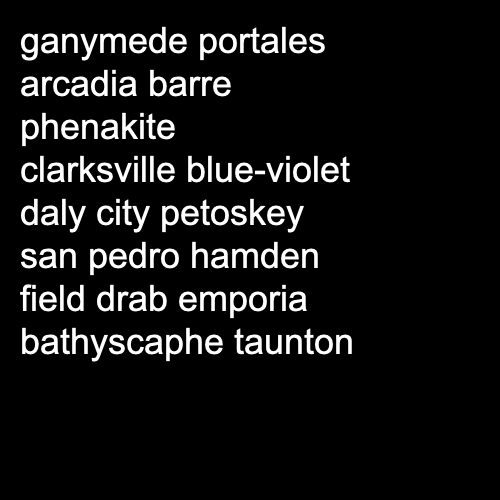 ganymede portales
arcadia barre
phenakite
clarksville blue-violet
daly city petoskey
san pedro hamden
field drab emporia
bathyscaphe taunton